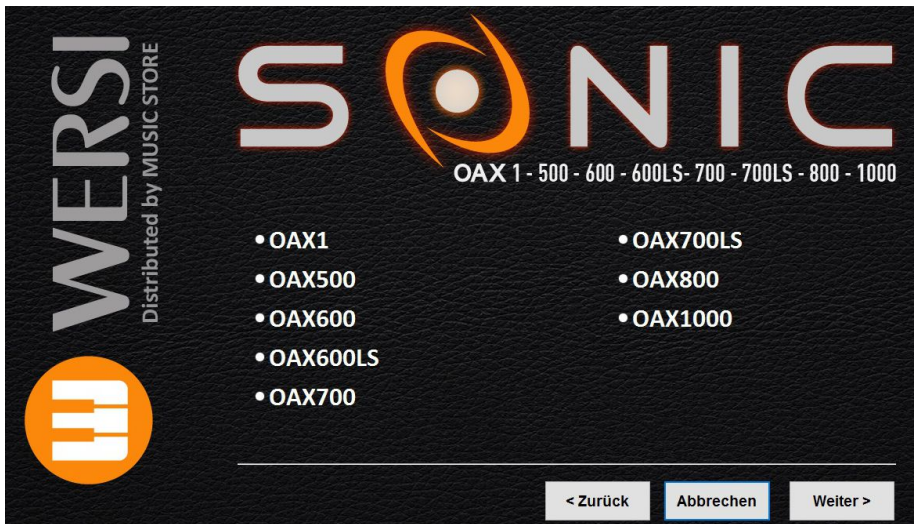 WERSI
Distributed by MUSIC STORE
SONIC
OAX 1 - 500 - 600 - 600LS- 700 - 700LS - 800 - 1000
• OAX1
• OAX500
• OAX600
• OAX600LS
• OAX700
• OAX700LS
• OAX800
• OAX1000
< Zurück
Abbrechen
Weiter >